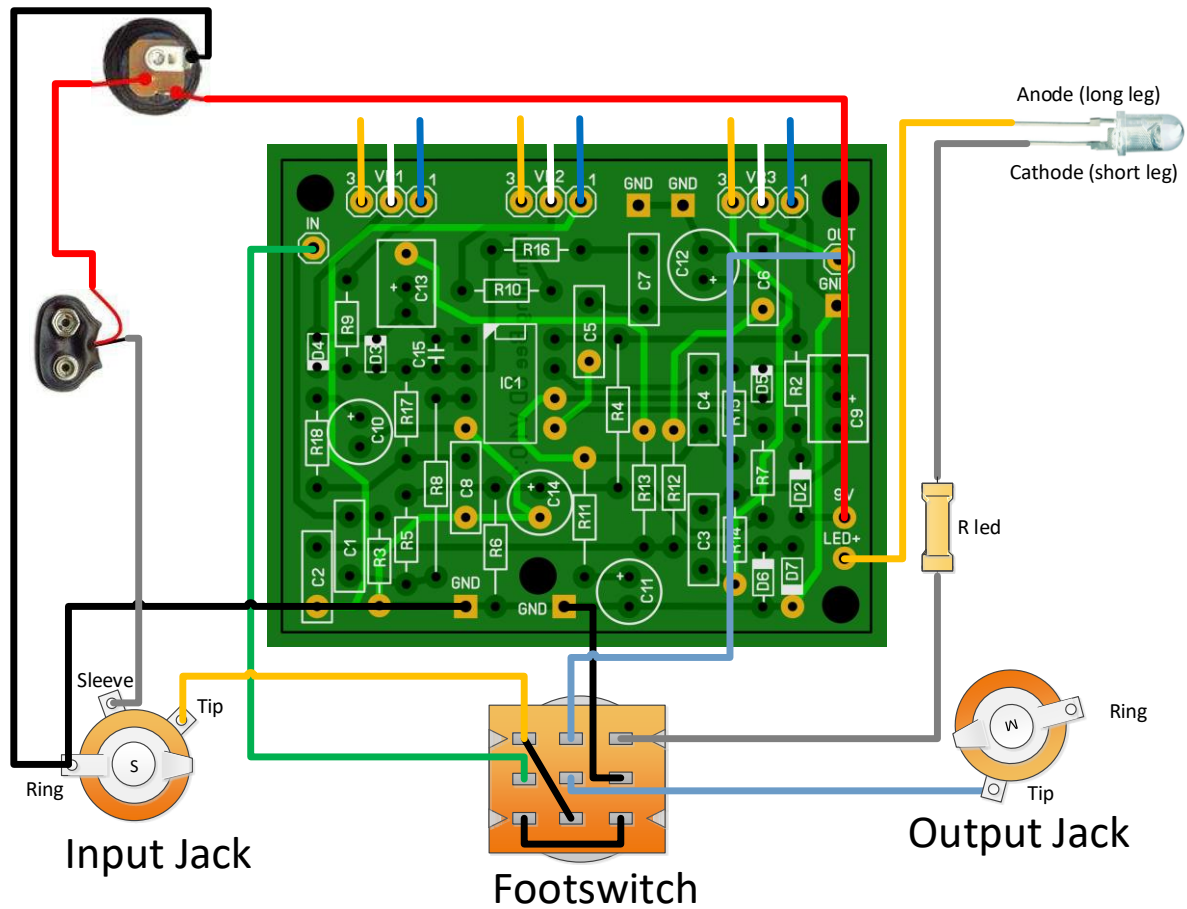 Anode (long leg)
Cathode (short leg)
3 VR1 1
3 VR2 1
GND
GND
3 VR3 1
IN
OUT
GND
R16
R10
C13
C7
C12
C6
R9
D4
D3
C15
C5
IC1
R4
C4
D5
R2
C9
R18
C10
R17
R8
C8
C14
R11
R13
R12
R7
D2
9V
R led
LED+
C2
C1
R3
R5
R6
C3
R14
D6
D7
C11
GND
GND
Sleeve
Tip
Ring
S
Input Jack
Footswitch
M
Ring
Tip
Output Jack